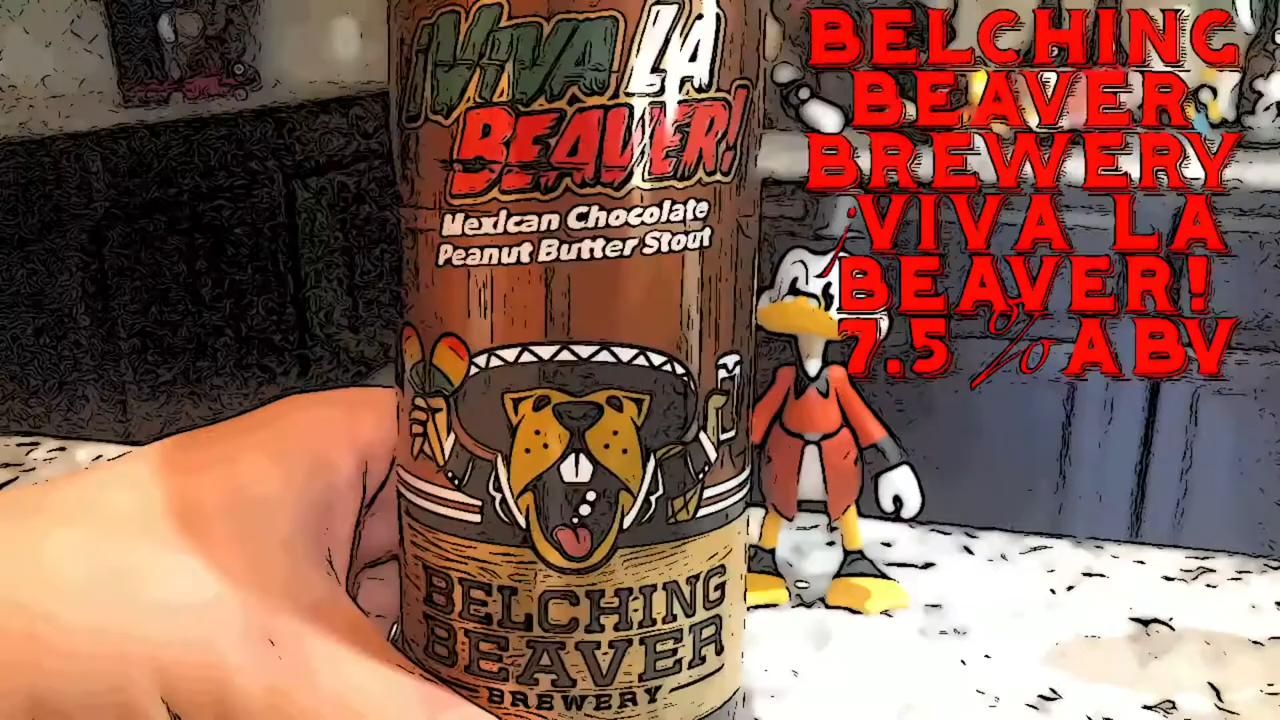 ¡VIVA LA
BEAVER!
Mexican Chocolate
Peanut Butter Stout
BELCHING
BEAVER
BREWERY
BELCHING
BEAVER
BREWERY
¡VIVA LA
BEAVER!
7.5 % ABV